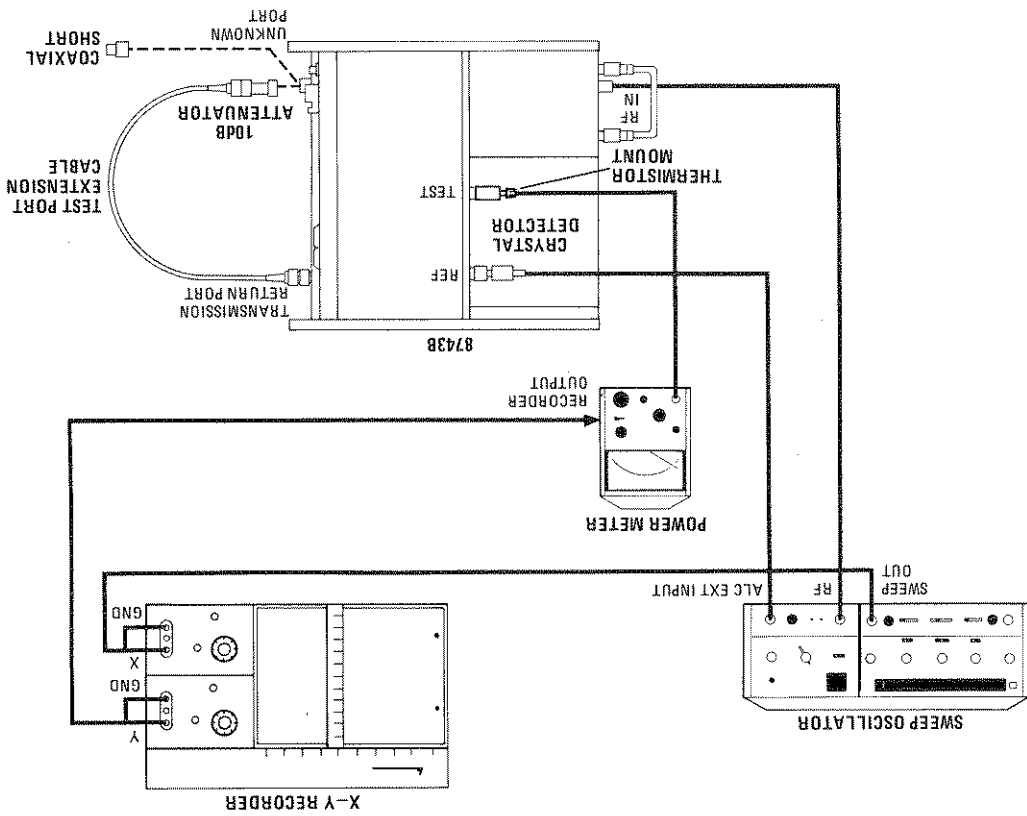 X–Y RECORDER
SWEEP OSCILLATOR
Y
GND
X
GND
SWEEP
OUT
RF
ALC EXT INPUT
POWER METER
RECORDER
OUTPUT
8743B
TRANSMISSION
RETURN PORT
REF
CRYSTAL
DETECTOR
TEST
THERMISTOR
MOUNT
TEST PORT
EXTENSION
CABLE
RF
IN
10dB
ATTENUATOR
COAXIAL
SHORT
UNKNOWN
PORT